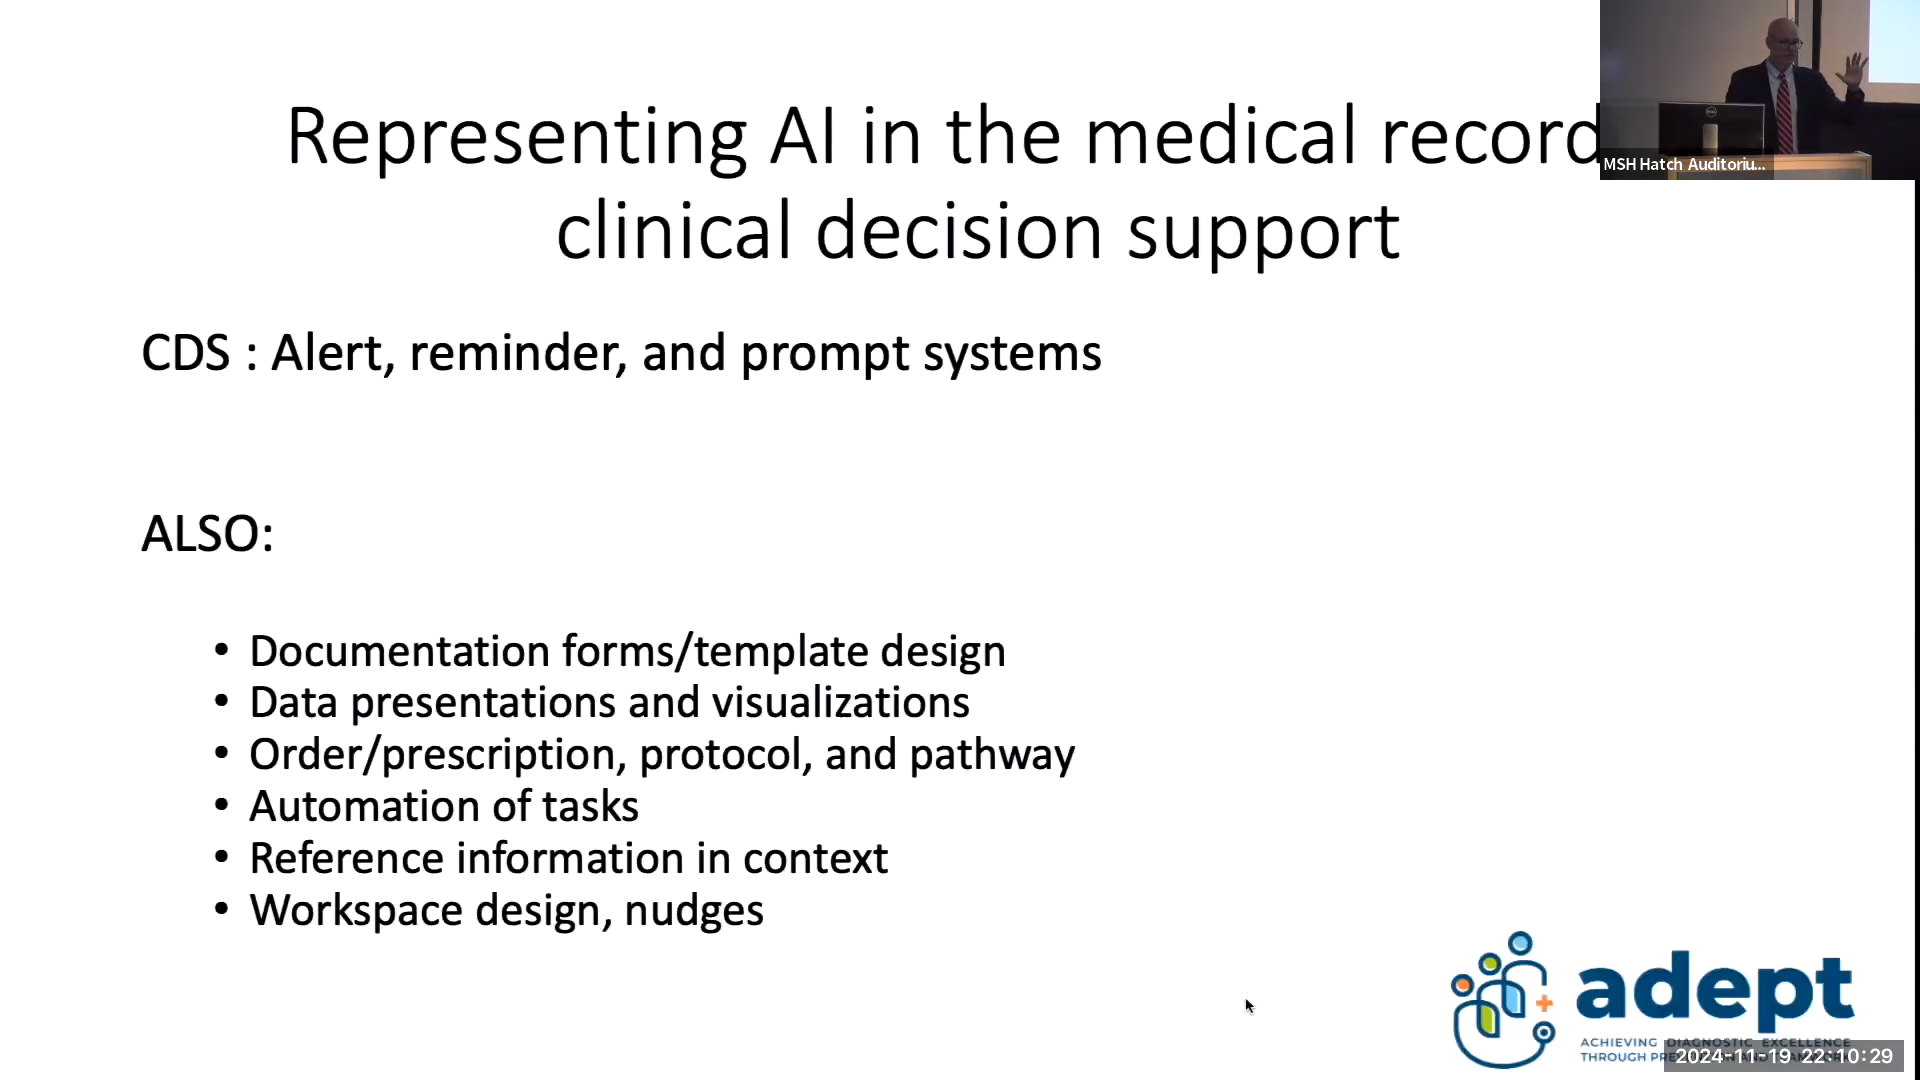 Representing AI in the medical record
clinical decision support
MSH Hatch Auditoriu...
CDS : Alert, reminder, and prompt systems
ALSO:
• Documentation forms/template design
• Data presentations and visualizations
• Order/prescription, protocol, and pathway
• Automation of tasks
• Reference information in context
• Workspace design, nudges
adept
ACHIEVING DIAGNOSTIC EXCELLENCE
THROUGH
2024-11-19 22:10:29